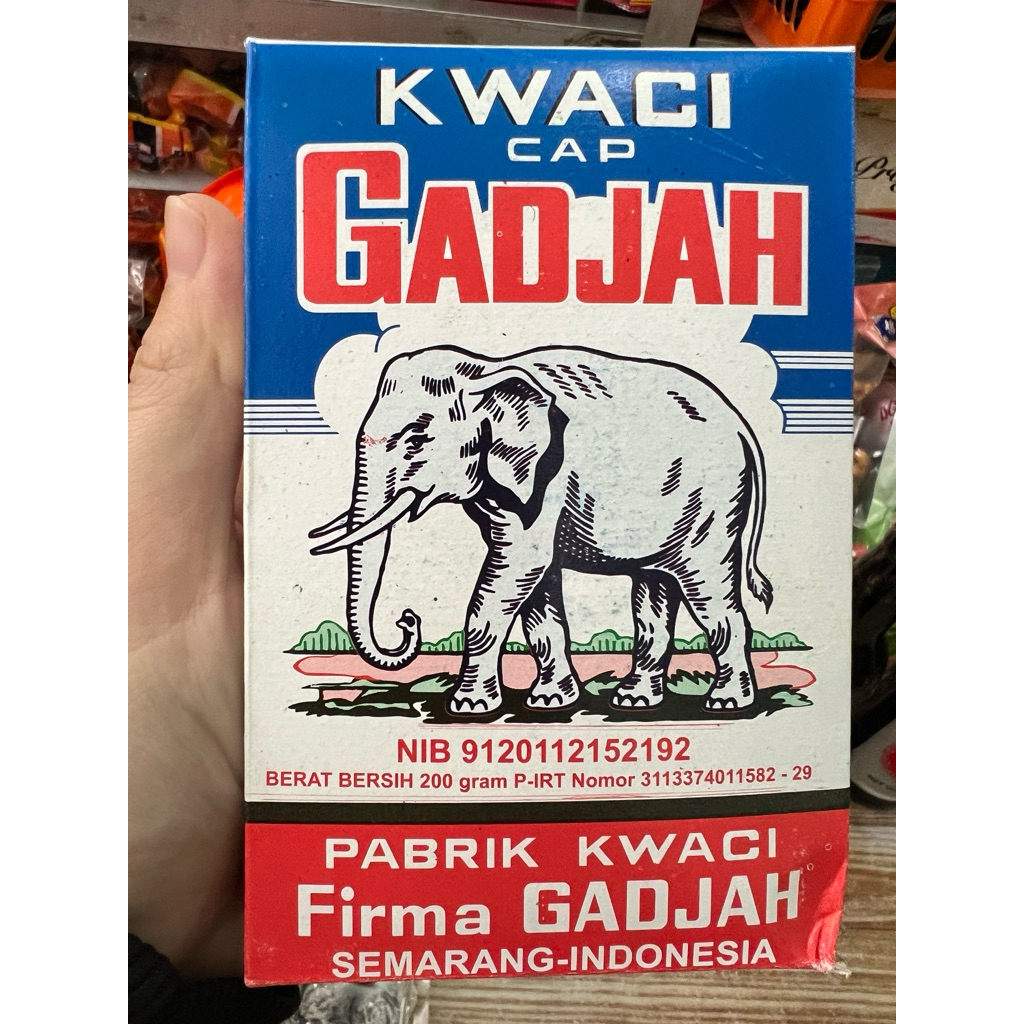 KWACI
CAP
GADJAH
NIB 9120112152192
BERAT BERSIH 200 gram P-IRT Nomor 3113374011582 - 29
PABRIK KWACI
Firma GADJAH
SEMARANG-INDONESIA